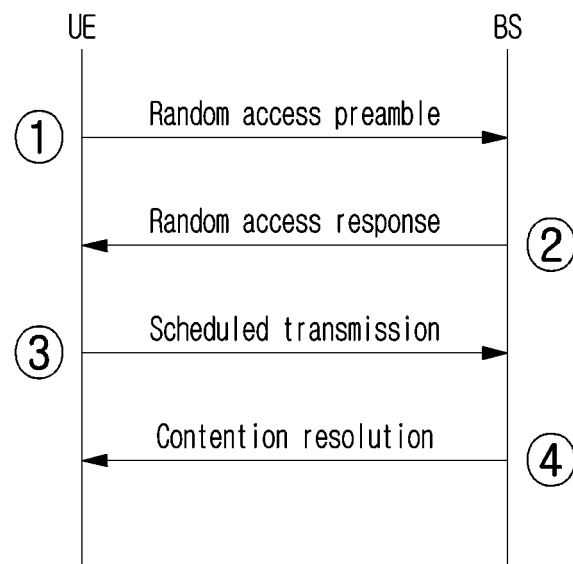 UE
BS
① Random access preamble
Random access response ②
③ Scheduled transmission
Contention resolution ④